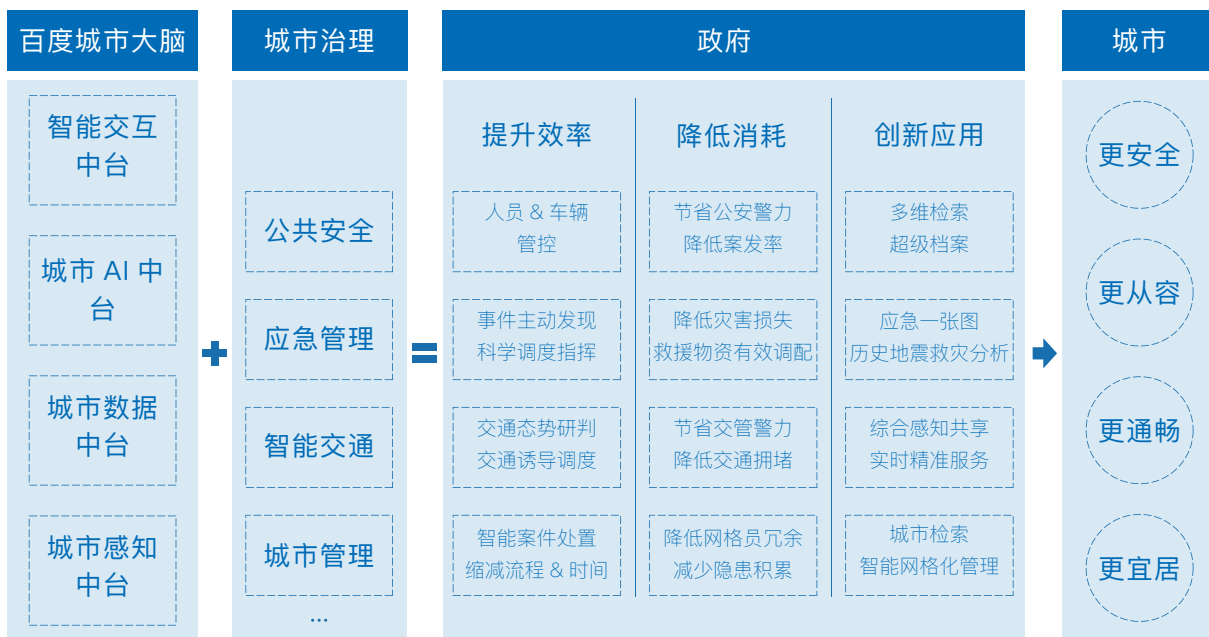 百度城市大脑
智能交互
中台
城市 AI 中
台
城市数据
中台
城市感知
中台
城市治理
公共安全
应急管理
智能交通
城市管理
...
政府
提升效率
人员 & 车辆
管控
事件主动发现
科学调度指挥
交通态势研判
交通诱导调度
智能案件处置
缩减流程 & 时间
降低消耗
节省公安警力
降低案发率
降低灾害损失
救援物资有效调配
节省交管警力
降低交通拥堵
降低网格员冗余
减少隐患积累
创新应用
多维检索
超级档案
应急一张图
历史地震救灾分析
综合感知共享
实时精准服务
城市检索
智能网格化管理
城市
更安全
更从容
更通畅
更宜居